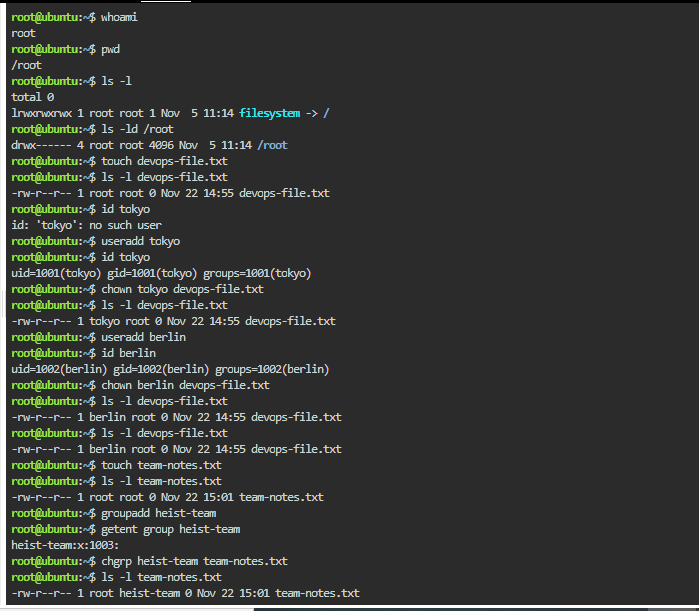 root@ubuntu:~$ whoami
root
root@ubuntu:~$ pwd
/root
root@ubuntu:~$ ls -l
total 0
lrwxrwxrwx 1 root root 1 Nov  5 11:14 filesystem -> /
root@ubuntu:~$ ls -ld /root
drwx------ 4 root root 4096 Nov  5 11:14 /root
root@ubuntu:~$ touch devops-file.txt
root@ubuntu:~$ ls -l devops-file.txt
-rw-r--r-- 1 root root 0 Nov 22 14:55 devops-file.txt
root@ubuntu:~$ id tokyo
id: 'tokyo': no such user
root@ubuntu:~$ useradd tokyo
root@ubuntu:~$ id tokyo
uid=1001(tokyo) gid=1001(tokyo) groups=1001(tokyo)
root@ubuntu:~$ chown tokyo devops-file.txt
root@ubuntu:~$ ls -l devops-file.txt
-rw-r--r-- 1 tokyo root 0 Nov 22 14:55 devops-file.txt
root@ubuntu:~$ useradd berlin
root@ubuntu:~$ id berlin
uid=1002(berlin) gid=1002(berlin) groups=1002(berlin)
root@ubuntu:~$ chown berlin devops-file.txt
root@ubuntu:~$ ls -l devops-file.txt
-rw-r--r-- 1 berlin root 0 Nov 22 14:55 devops-file.txt
root@ubuntu:~$ ls -l devops-file.txt
-rw-r--r-- 1 berlin root 0 Nov 22 14:55 devops-file.txt
root@ubuntu:~$ touch team-notes.txt
root@ubuntu:~$ ls -l team-notes.txt
-rw-r--r-- 1 root root 0 Nov 22 15:01 team-notes.txt
root@ubuntu:~$ groupadd heist-team
root@ubuntu:~$ getent group heist-team
heist-team:x:1003:
root@ubuntu:~$ chgrp heist-team team-notes.txt
root@ubuntu:~$ ls -l team-notes.txt
-rw-r--r-- 1 root heist-team 0 Nov 22 15:01 team-notes.txt